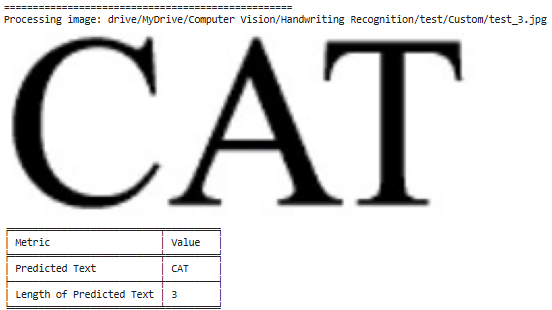 ==================================================
Processing image: drive/MyDrive/Computer Vision/Handwriting Recognition/test/Custom/test_3.jpg
CAT
Metric Value
Predicted Text CAT
Length of Predicted Text 3